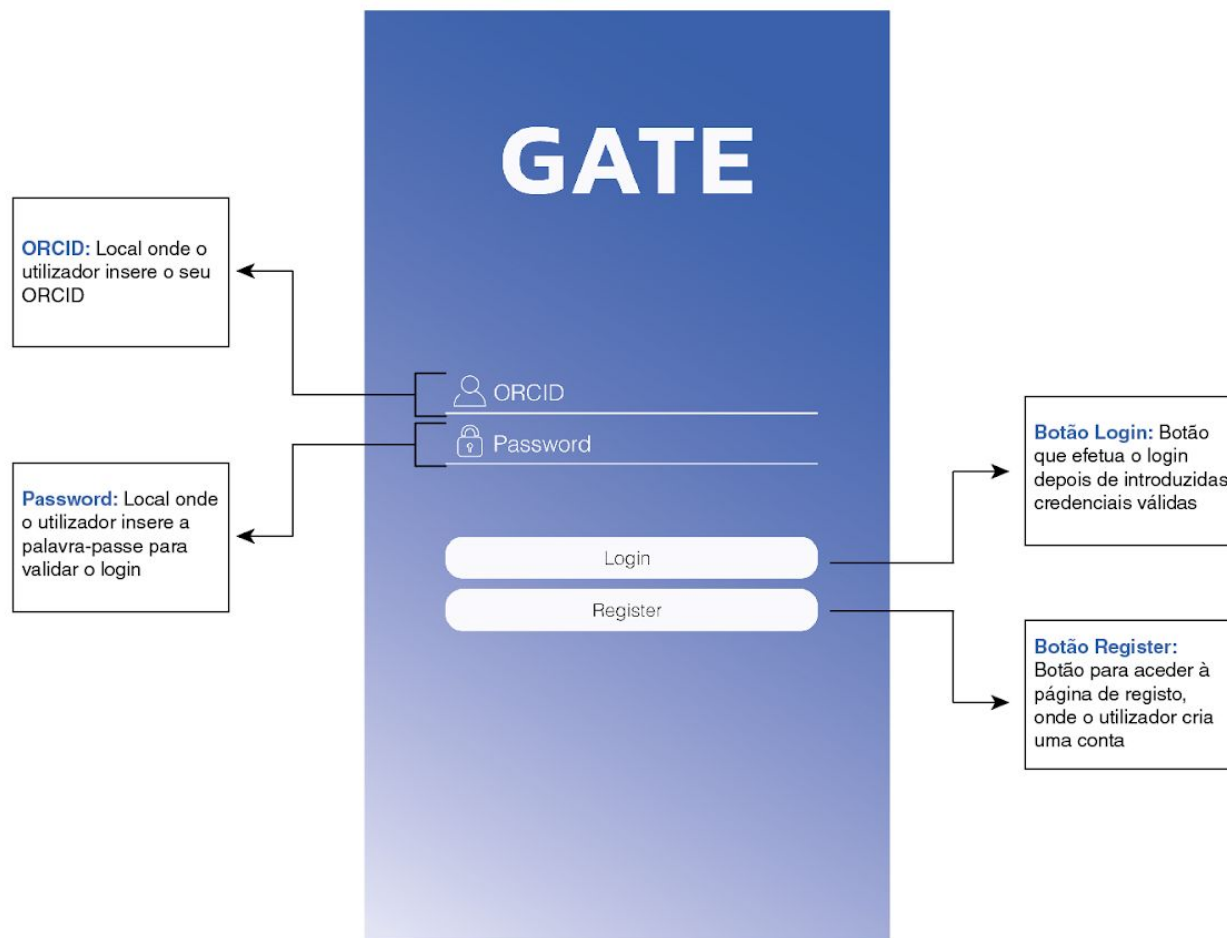 GATE
ORCID: Local onde o
utilizador insere o seu
ORCID
ORCID
Password
Password: Local onde
o utilizador insere a
palavra-passe para
validar o login
Botão Login: Botão
que efetua o login
depois de introduzidas
credenciais válidas
Login
Register
Botão Register:
Botão para aceder à
página de registo,
onde o utilizador cria
uma conta